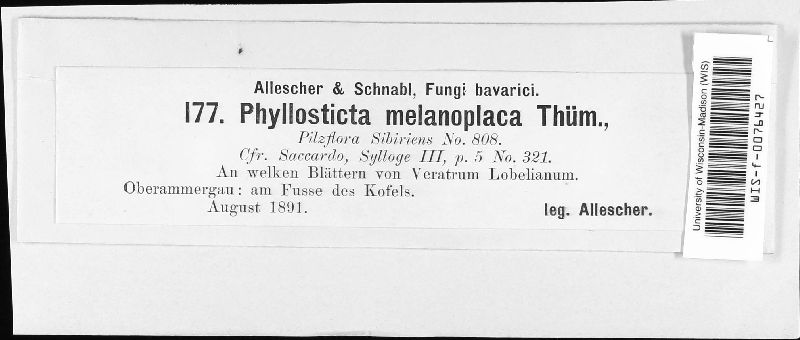 Allescher & Schnabl, Fungi bavarici.
177. Phyllosticta melanoplaca Thüm.,
Pilzflora Sibiriens No. 808.
Cfr. Saccardo, Sylloge III, p. 5 No. 321.
An welken Blättern von Veratrum Lobelianum.
Oberammergau: am Fusse des Kofels.
August 1891.
leg. Allescher.
University of Wisconsin-Madison (WIS)
WIS-f-0076427